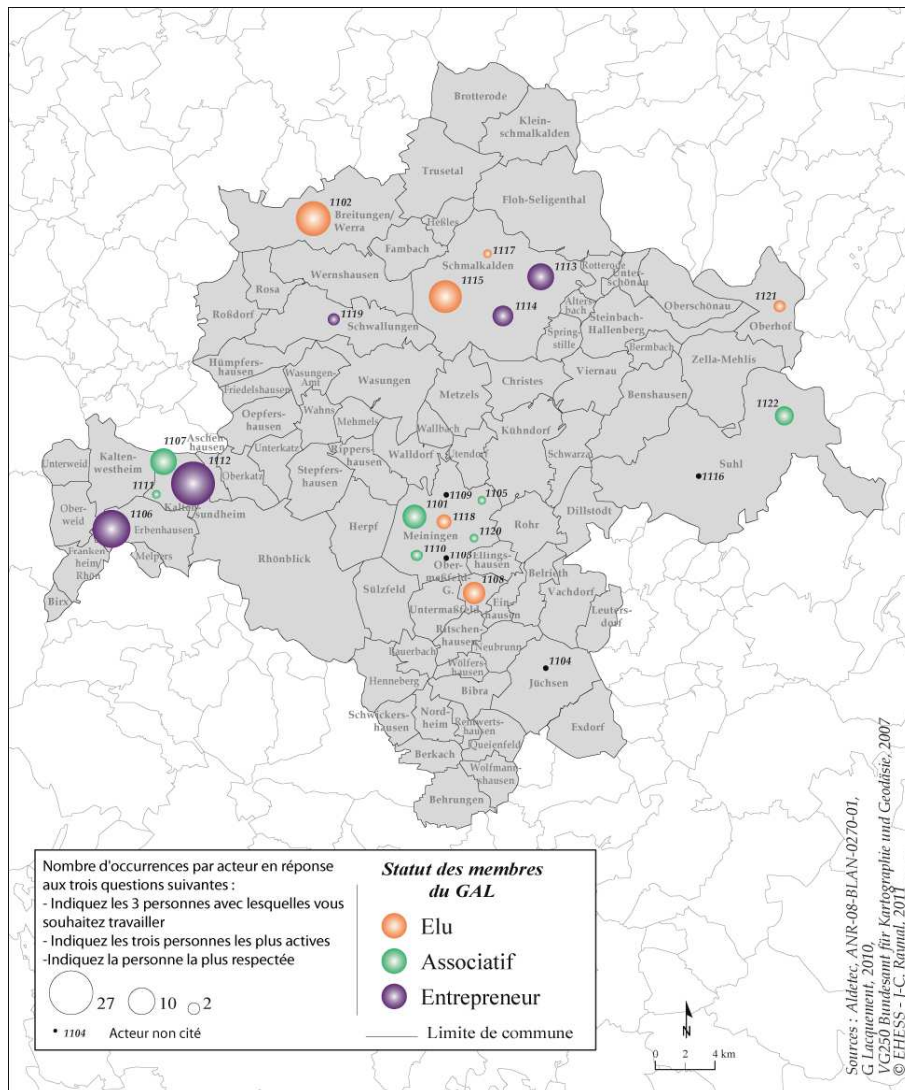 Brotterode
Klein-
schmalkalden
Trusetal
Floh-Seligenthal
1102
Breitungen/
Werra
Heßles
Fambach
1117
Schmalkalden
1113
Rotterode
Unter-
schönau
Wernshausen
Rosa
1115
1114
Alters-
bach
Oberschönau
1121
Oberhof
Roßdorf
1119
Schwallungen
Steinbach-
Hallenberg
Spring-
stille
Bermbach
Zella-Mehlis
Hümpfers-
hausen
Wasungen-
Amt
Wasungen
Metzels
Christes
Viernau
Benshausen
Friedelshausen
1122
Oepfers-
hausen
Wahns
Mehmels
Wallbach
Kühndorf
1107
Aschen-
hausen
Kalten-
westheim
Unterweid
1112
Unterkatz
Oberkatz
Rippers-
hausen
Walldorf
Utendorf
Schwarza
Suhl
1116
Stepfers-
hausen
1111
Kalten-
sundheim
1109
1105
1101
1118
Meiningen
Dillstädt
Ober-
weid
1106
Erbenhausen
Herpf
Rohr
1120
1110
1103
Ellings-
hausen
Franken-
heim/
Rhön
Melpers
Rhönblick
Ober-
maßfeld-
G.
Belrieth
1108
Sülzfeld
Vachdorf
Birx
Untermaßfeld
Ein-
hausen
Leuters-
dorf
Ritschen-
hausen
Bauerbach
Neubrunn
Wölfers-
hausen
1104
Henneberg
Jüchsen
Bibra
Schwickers-
hausen
Nord-
heim
Rentwerts-
hausen
Exdorf
Queienfeld
Berkach
Wolfmanns-
hausen
Behrungen
Nombre d'occurrences par acteur en réponse
aux trois questions suivantes :
- Indiquez les 3 personnes avec lesquelles vous
souhaitez travailler
- Indiquez les trois personnes les plus actives
-Indiquez la personne la plus respectée
27
10
2
1104
Acteur non cité
Statut des membres
du GAL
Elu
Associatif
Entrepreneur
Limite de commune
N
0 2 4 km
Sources : Aldetec, ANR-08-BLAN-0270-01,
G Lacquement, 2010,
VG250 Bundesamt für Kartographie und Geodäsie, 2007
© EHESS - J-C. Raynal, 2011